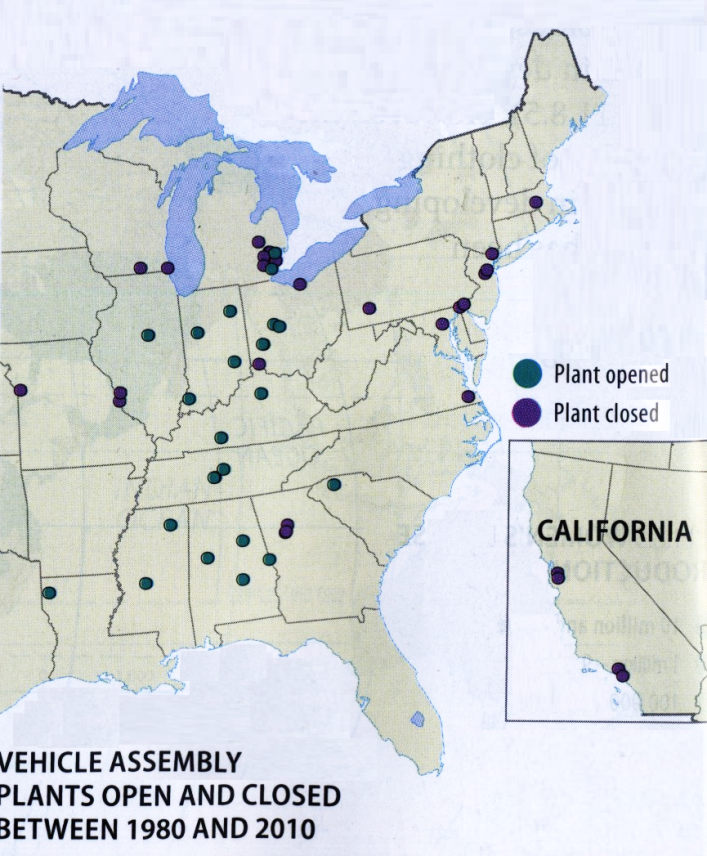 Plant opened
Plant closed
CALIFORNIA
VEHICLE ASSEMBLY
PLANTS OPEN AND CLOSED
BETWEEN 1980 AND 2010